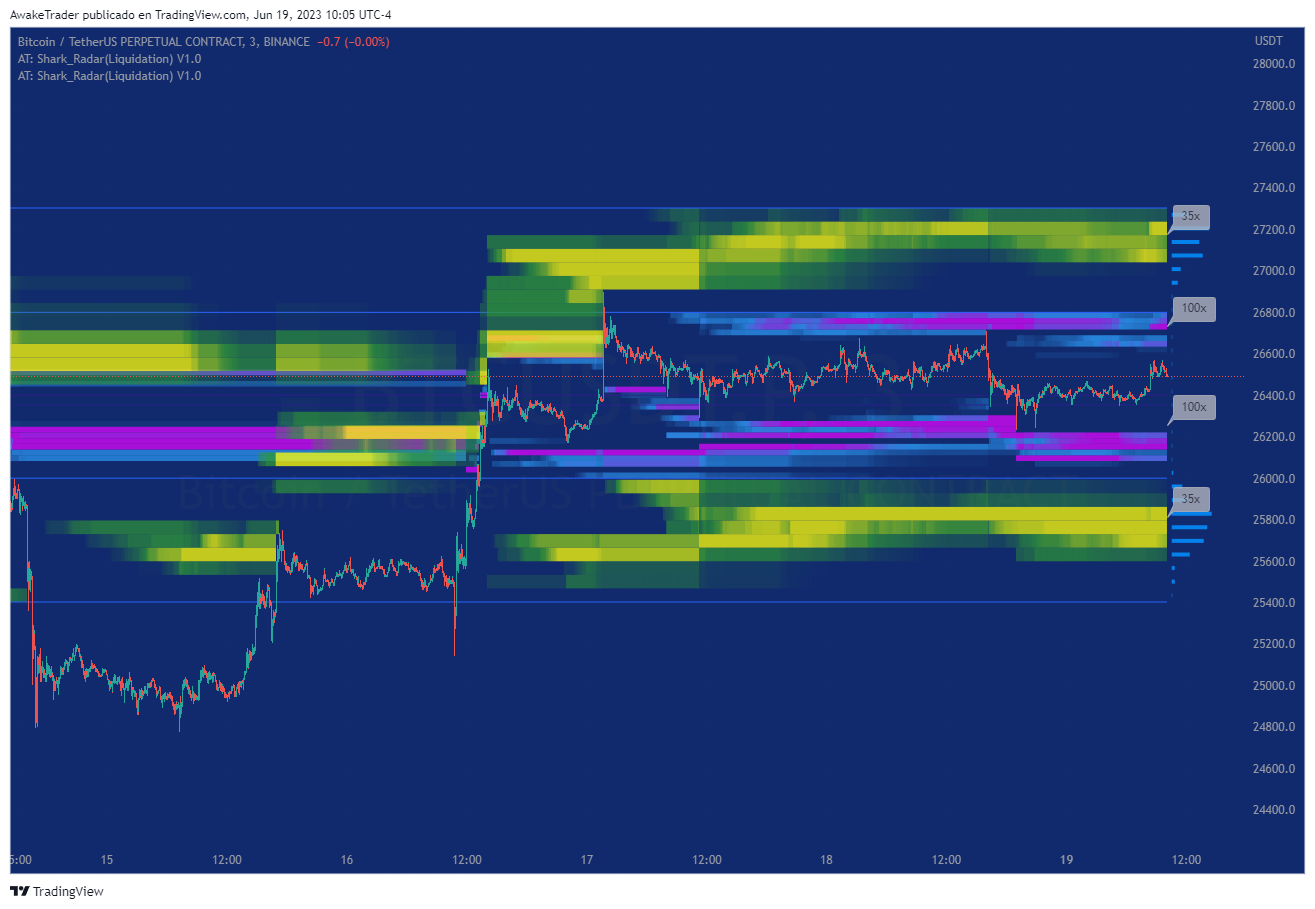 AwakeTrader publicado en TradingView.com, Jun 19, 2023 10:05 UTC-4
Bitcoin / TetherUS PERPETUAL CONTRACT, 3, BINANCE −0.7 (−0.00%)
AT: Shark_Radar(Liquidation) V1.0
AT: Shark_Radar(Liquidation) V1.0
USDT
28000.0
27800.0
27600.0
27400.0
35x
27200.0
27000.0
100x
26800.0
26600.0
26400.0
100x
26200.0
26000.0
35x
25800.0
25600.0
25400.0
25200.0
25000.0
24800.0
24600.0
24400.0
15 12:00 16 12:00 17 12:00 18 12:00 19 12:00
TradingView